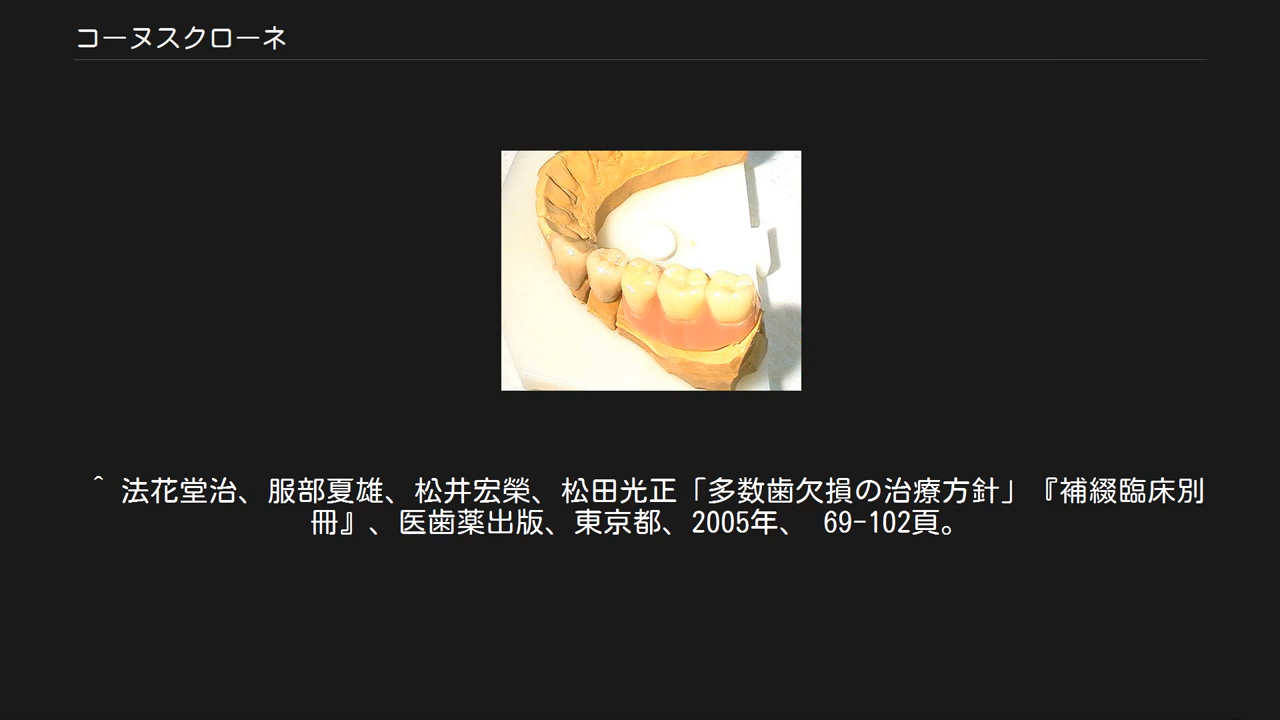 コーヌスクローネ
^ 法花堂治、服部夏雄、松井宏榮、松田光正「多数歯欠損の治療方針」『補綴臨床別
冊』、医歯薬出版、東京都、2005年、 69-102頁。